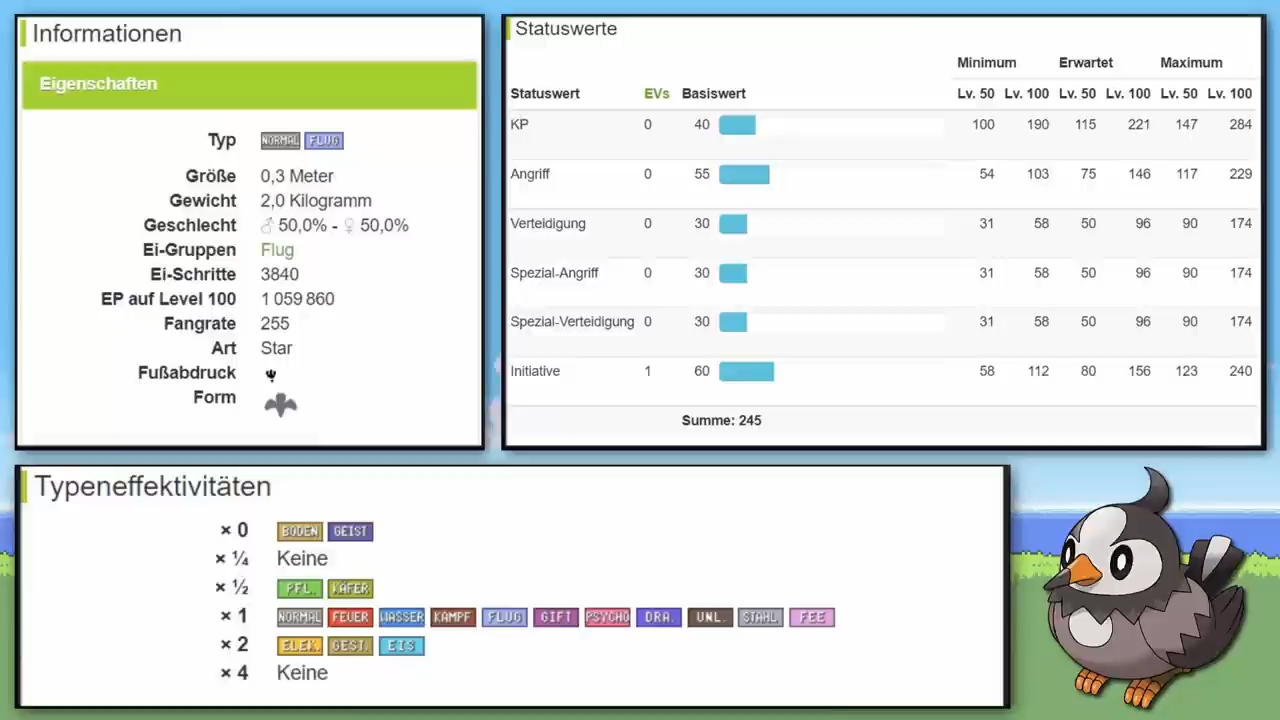 Informationen
Eigenschaften
Typ NORMAL FLUG
Größe 0,3 Meter
Gewicht 2,0 Kilogramm
Geschlecht ♂ 50,0% - ♀ 50,0%
Ei-Gruppen Flug
Ei-Schritte 3840
EP auf Level 100 1 059 860
Fangrate 255
Art Star
Fußabdruck
Form
Statuswerte
Minimum Erwartet Maximum
Statuswert EVs Basiswert Lv. 50 Lv. 100 Lv. 50 Lv. 100 Lv. 50 Lv. 100
KP 0 40 100 190 115 221 147 284
Angriff 0 55 54 103 75 146 117 229
Verteidigung 0 30 31 58 50 96 90 174
Spezial-Angriff 0 30 31 58 50 96 90 174
Spezial-Verteidigung 0 30 31 58 50 96 90 174
Initiative 1 60 58 112 80 156 123 240
Summe: 245
Typeneffektivitäten
× 0 BODEN GEIST
× ¼ Keine
× ½ PFL. KÄFER
× 1 NORMAL FEUER WASSER KAMPF FLUG GIFT PSYCHO DRA. UNL. STAHL FEE
× 2 ELEK. GEST. EIS
× 4 Keine